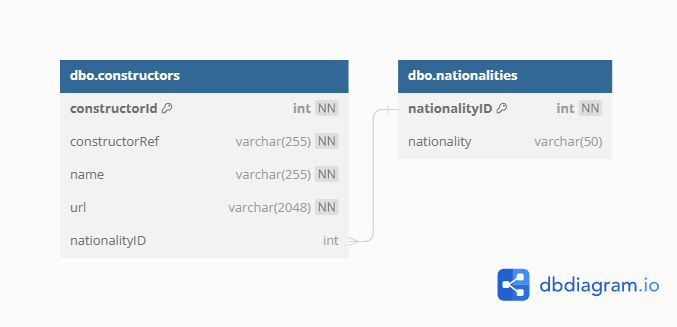 dbo.constructors
constructorId int NN
constructorRef varchar(255) NN
name varchar(255) NN
url varchar(2048) NN
nationalityID int
dbo.nationalities
nationalityID int NN
nationality varchar(50)
dbdiagram.io